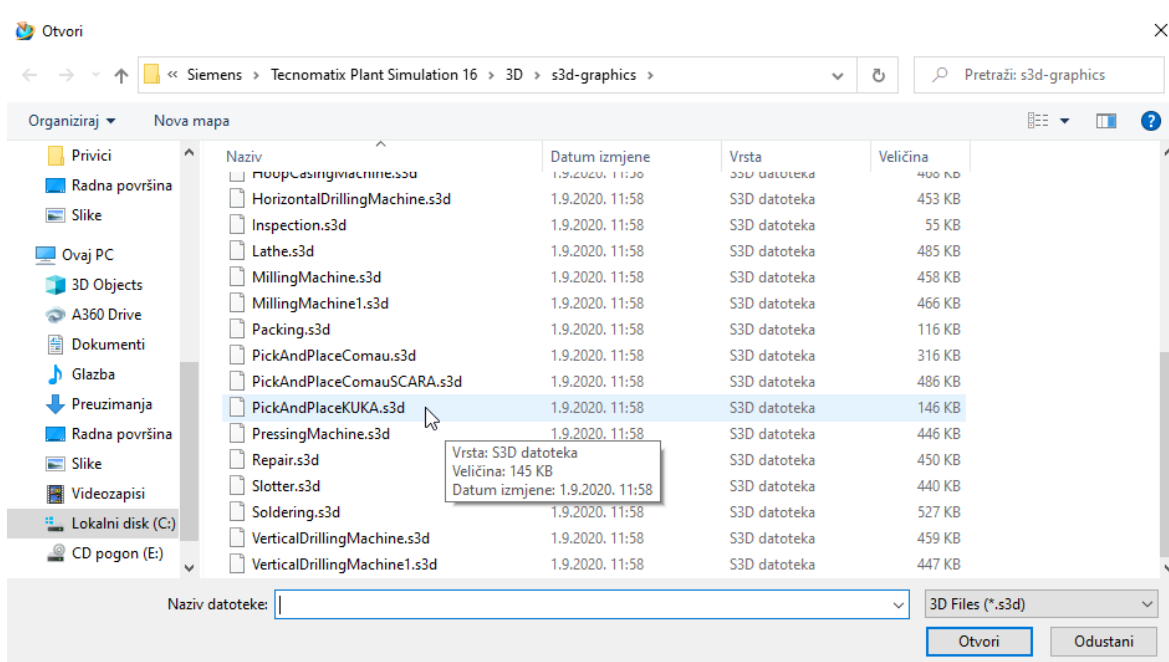 Otvori
« Siemens > Tecnomatix Plant Simulation 16 > 3D > s3d-graphics >
Pretraži: s3d-graphics
Organiziraj Nova mapa
Privici
Radna površina
Slike
Ovaj PC
3D Objects
A360 Drive
Dokumenti
Glazba
Preuzimanja
Radna površina
Slike
Videozapisi
Lokalni disk (C:)
CD pogon (E:)
Naziv Datum izmjene Vrsta Veličina
HoopCasingMachine.s3d 1.9.2020. 11:58 S3D datoteka 468 KB
HorizontalDrillingMachine.s3d 1.9.2020. 11:58 S3D datoteka 453 KB
Inspection.s3d 1.9.2020. 11:58 S3D datoteka 55 KB
Lathe.s3d 1.9.2020. 11:58 S3D datoteka 485 KB
MillingMachine.s3d 1.9.2020. 11:58 S3D datoteka 458 KB
MillingMachine1.s3d 1.9.2020. 11:58 S3D datoteka 466 KB
Packing.s3d 1.9.2020. 11:58 S3D datoteka 116 KB
PickAndPlaceComau.s3d 1.9.2020. 11:58 S3D datoteka 316 KB
PickAndPlaceComauSCARA.s3d 1.9.2020. 11:58 S3D datoteka 486 KB
PickAndPlaceKUKA.s3d 1.9.2020. 11:58 S3D datoteka 146 KB
PressingMachine.s3d 1.9.2020. 11:58 S3D datoteka 446 KB
Repair.s3d S3D datoteka 450 KB
Slotter.s3d S3D datoteka 440 KB
Soldering.s3d 1.9.2020. 11:58 S3D datoteka 527 KB
VerticalDrillingMachine.s3d 1.9.2020. 11:58 S3D datoteka 459 KB
VerticalDrillingMachine1.s3d 1.9.2020. 11:58 S3D datoteka 447 KB
Vrsta: S3D datoteka
Veličina: 145 KB
Datum izmjene: 1.9.2020. 11:58
Naziv datoteke: 3D Files (*.s3d)
Otvori Odustani